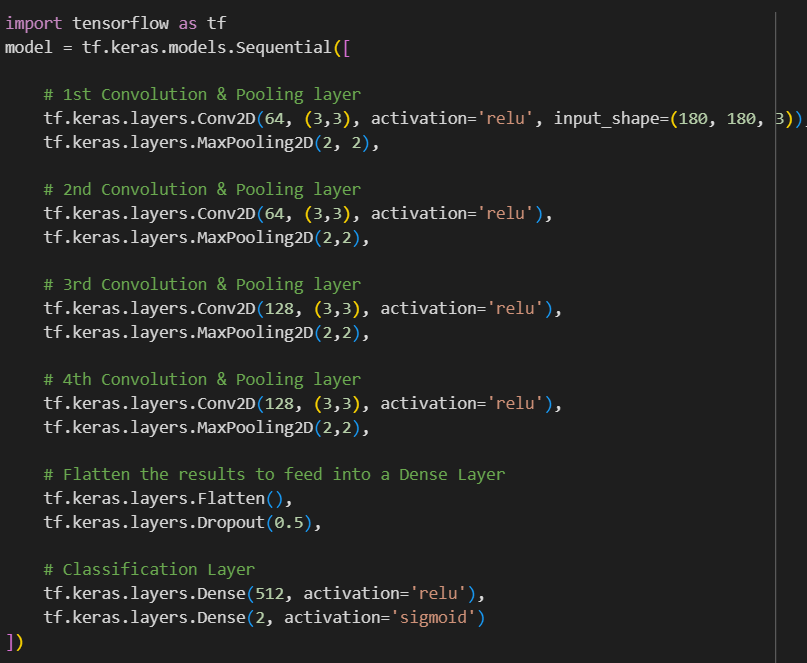 import tensorflow as tf
model = tf.keras.models.Sequential([
# 1st Convolution & Pooling layer
tf.keras.layers.Conv2D(64, (3,3), activation='relu', input_shape=(180, 180, 3)),
tf.keras.layers.MaxPooling2D(2, 2),
# 2nd Convolution & Pooling layer
tf.keras.layers.Conv2D(64, (3,3), activation='relu'),
tf.keras.layers.MaxPooling2D(2,2),
# 3rd Convolution & Pooling layer
tf.keras.layers.Conv2D(128, (3,3), activation='relu'),
tf.keras.layers.MaxPooling2D(2,2),
# 4th Convolution & Pooling layer
tf.keras.layers.Conv2D(128, (3,3), activation='relu'),
tf.keras.layers.MaxPooling2D(2,2),
# Flatten the results to feed into a Dense Layer
tf.keras.layers.Flatten(),
tf.keras.layers.Dropout(0.5),
# Classification Layer
tf.keras.layers.Dense(512, activation='relu'),
tf.keras.layers.Dense(2, activation='sigmoid')
])